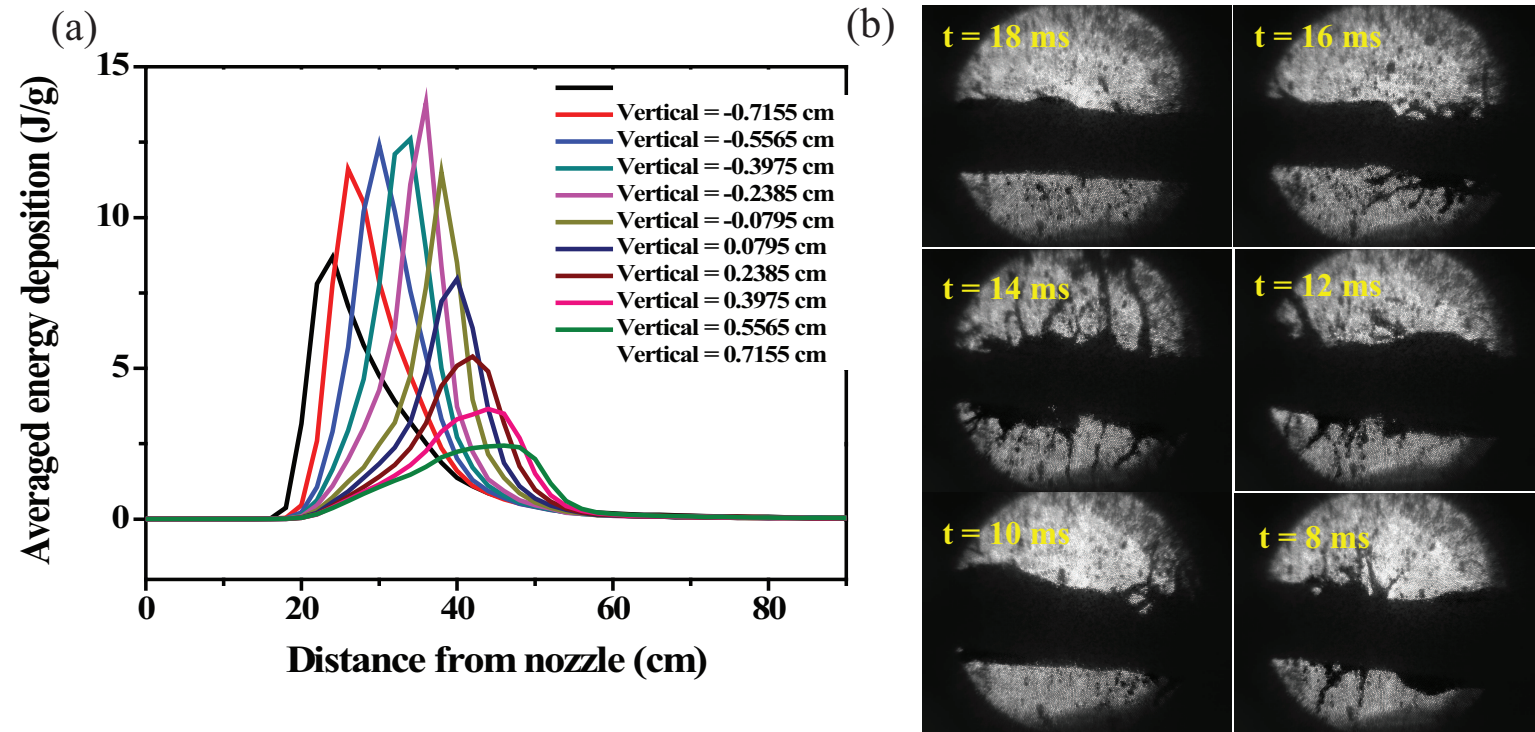 (a)
Averaged energy deposition (J/g)
15
10
5
0
0 20 40 60 80
Distance from nozzle (cm)
Vertical = -0.7155 cm
Vertical = -0.5565 cm
Vertical = -0.3975 cm
Vertical = -0.2385 cm
Vertical = -0.0795 cm
Vertical = 0.0795 cm
Vertical = 0.2385 cm
Vertical = 0.3975 cm
Vertical = 0.5565 cm
Vertical = 0.7155 cm
(b)
t = 18 ms
t = 16 ms
t = 14 ms
t = 12 ms
t = 10 ms
t = 8 ms